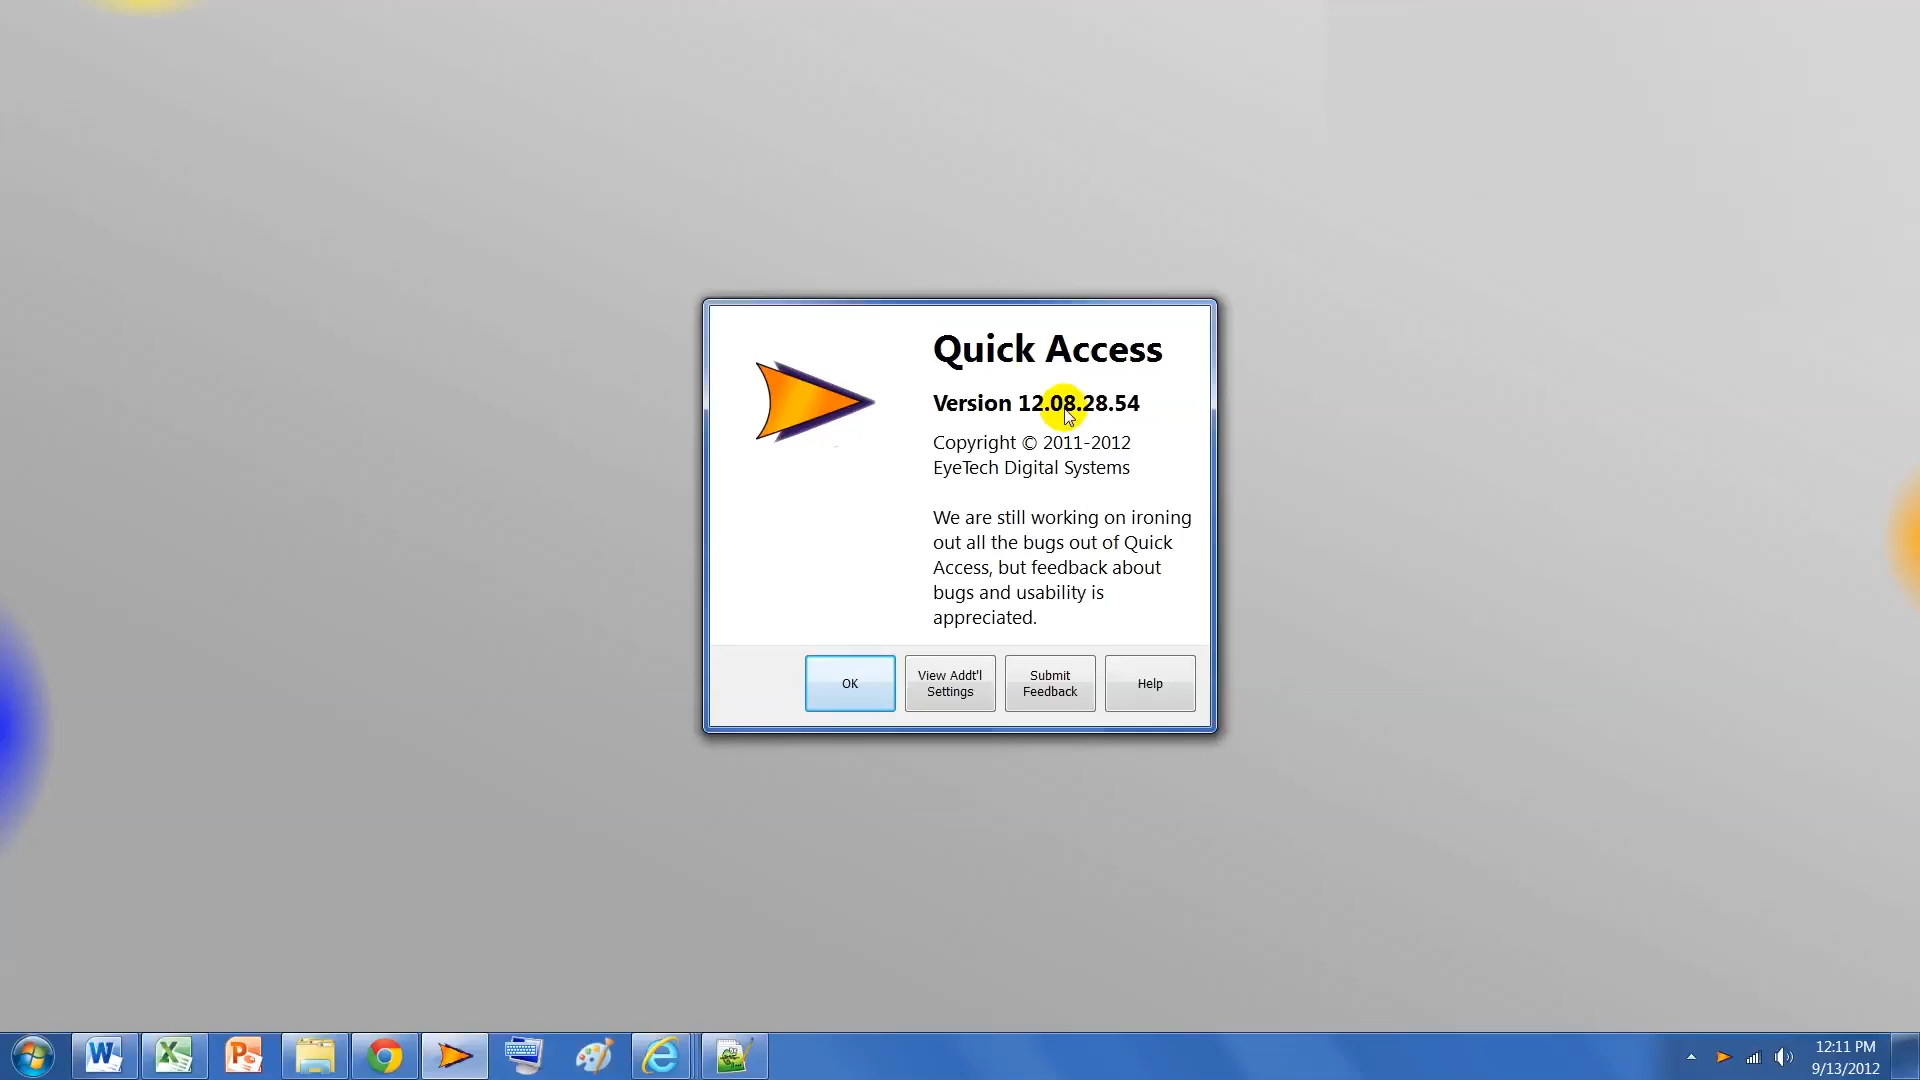 Quick Access
Version 12.08.28.54
Copyright © 2011-2012
EyeTech Digital Systems
We are still working on ironing
out all the bugs out of Quick
Access, but feedback about
bugs and usability is
appreciated.
OK
View Addt'l
Settings
Submit
Feedback
Help
12:11 PM
9/13/2012